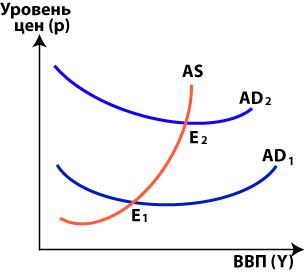 Уровень
цен (p)
AS
AD₂
E₂
AD₁
E₁
ВВП (Y)